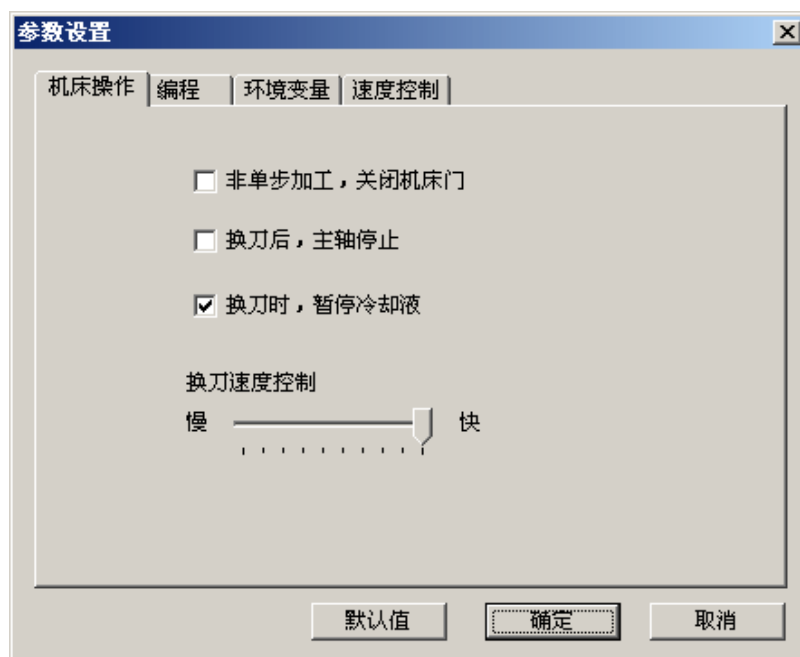 参数设置
机床操作 编程 环境变量 速度控制
非单步加工，关闭机床门
换刀后，主轴停止
换刀时，暂停冷却液
换刀速度控制
慢 快
默认值 确定 取消